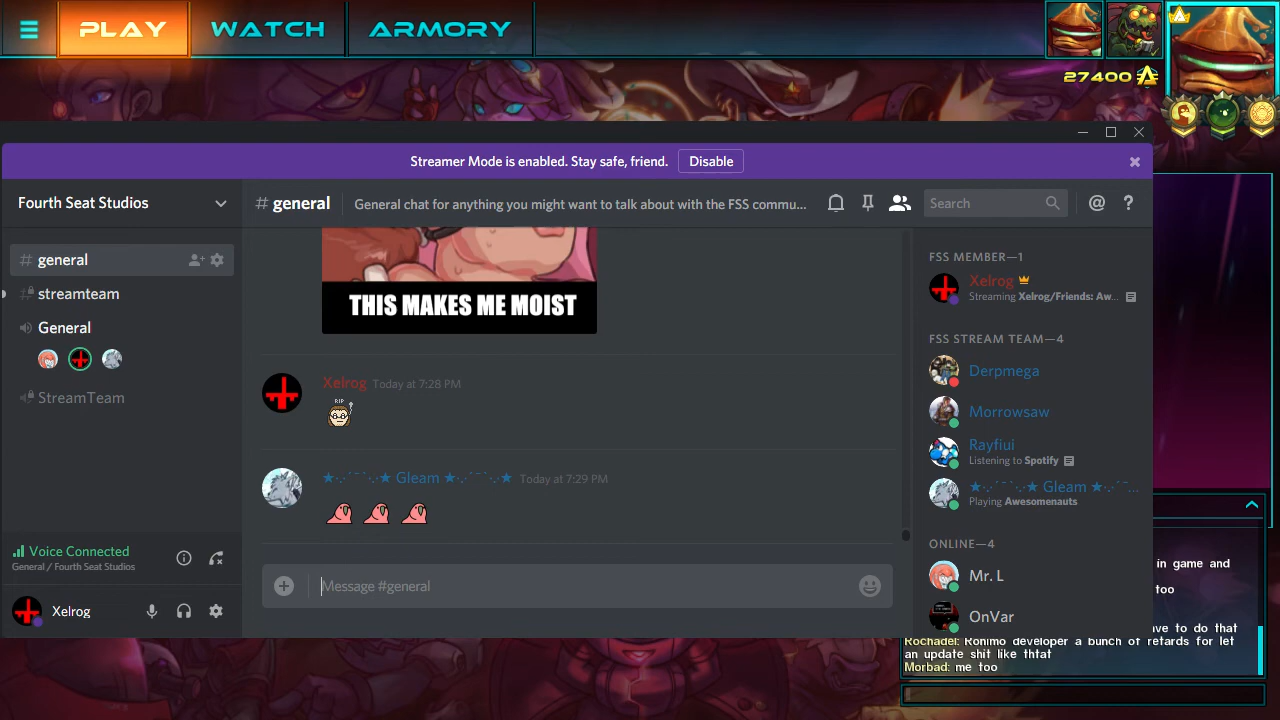 PLAY
WATCH
ARMORY
27400
Streamer Mode is enabled. Stay safe, friend.
Disable
Fourth Seat Studios
# general
General chat for anything you might want to talk about with the FSS commu...
Search
@
?
# general
streamteam
General
StreamTeam
THIS MAKES ME MOIST
Xelrog Today at 7:28 PM
RIP
★·.·´¯`·.·★ Gleam ★·.·´¯`·.·★ Today at 7:29 PM
Message #general
Voice Connected
General / Fourth Seat Studios
Xelrog
FSS MEMBER—1
Xelrog
Streaming Xelrog/Friends: Aw...
FSS STREAM TEAM—4
Derpmega
Morrowsaw
Rayfiui
Listening to Spotify
★·.·´¯`·.·★ Gleam ★·.·´¯...
Playing Awesomenauts
ONLINE—4
Mr. L
OnVar
in game and
too
ve to do that
Rochadel: Ronimo developer a bunch of retards for let
an update shit like thtat
Morbad: me too